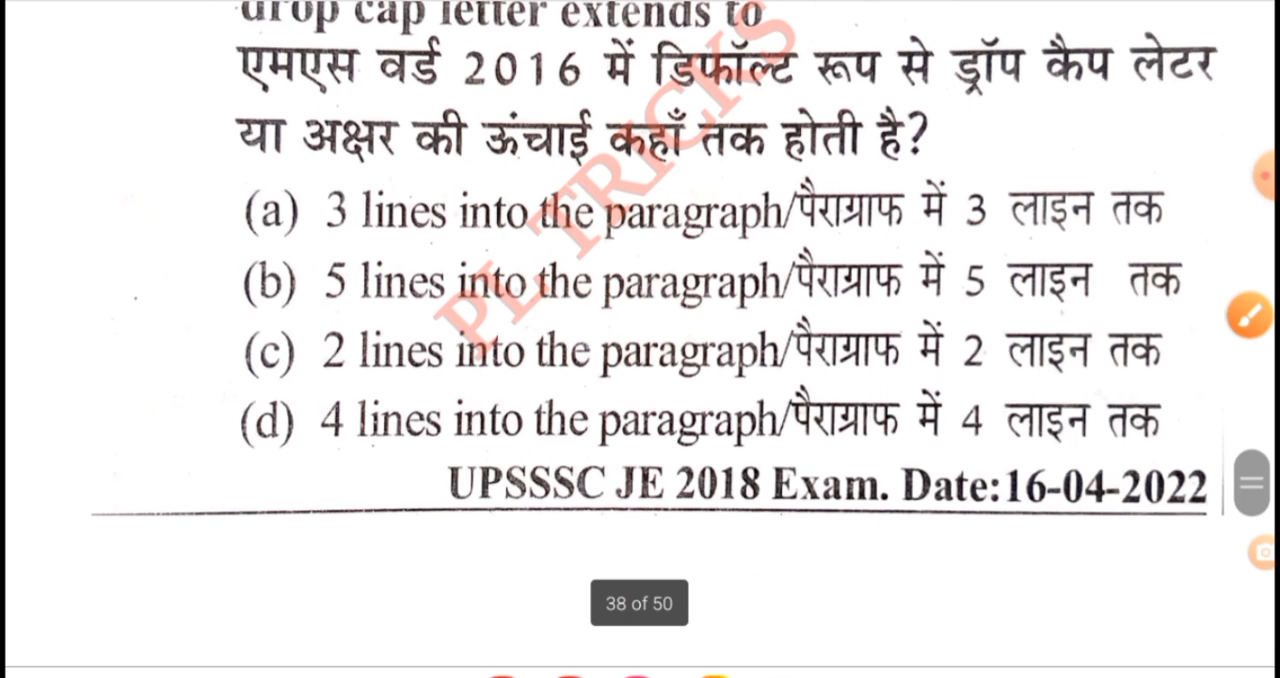 drop cap letter extends to
एमएस वर्ड 2016 में डिफॉल्ट रूप से ड्रॉप कैप लेटर
या अक्षर की ऊंचाई कहाँ तक होती है?
(a) 3 lines into the paragraph/पैराग्राफ में 3 लाइन तक
(b) 5 lines into the paragraph/पैराग्राफ में 5 लाइन तक
(c) 2 lines into the paragraph/पैराग्राफ में 2 लाइन तक
(d) 4 lines into the paragraph/पैराग्राफ में 4 लाइन तक
UPSSSC JE 2018 Exam. Date:16-04-2022
PL TRICKS
38 of 50